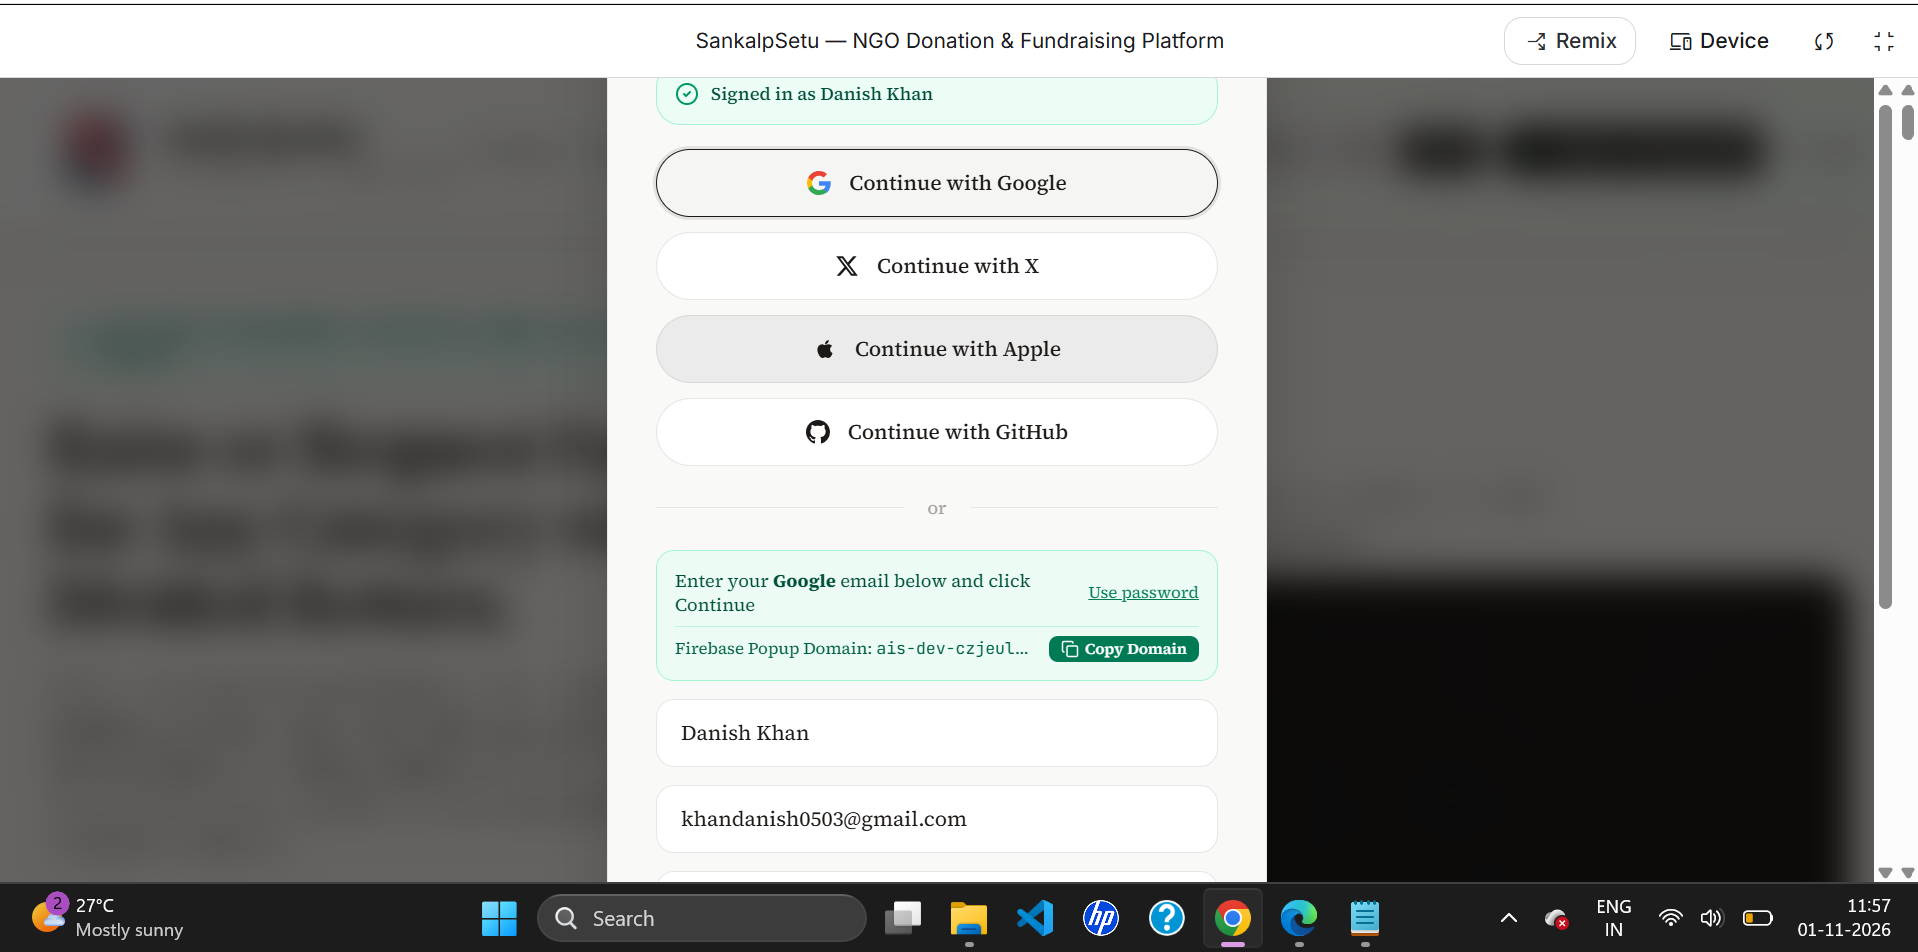 SankalpSetu — NGO Donation & Fundraising Platform
Remix
Device
Signed in as Danish Khan
Continue with Google
Continue with X
Continue with Apple
Continue with GitHub
or
Enter your Google email below and click
Continue
Use password
Firebase Popup Domain: ais-dev-czjeul...
Copy Domain
Danish Khan
khandanish0503@gmail.com
2
27°C
Mostly sunny
Search
hp
?
ENG
IN
11:57
01-11-2026